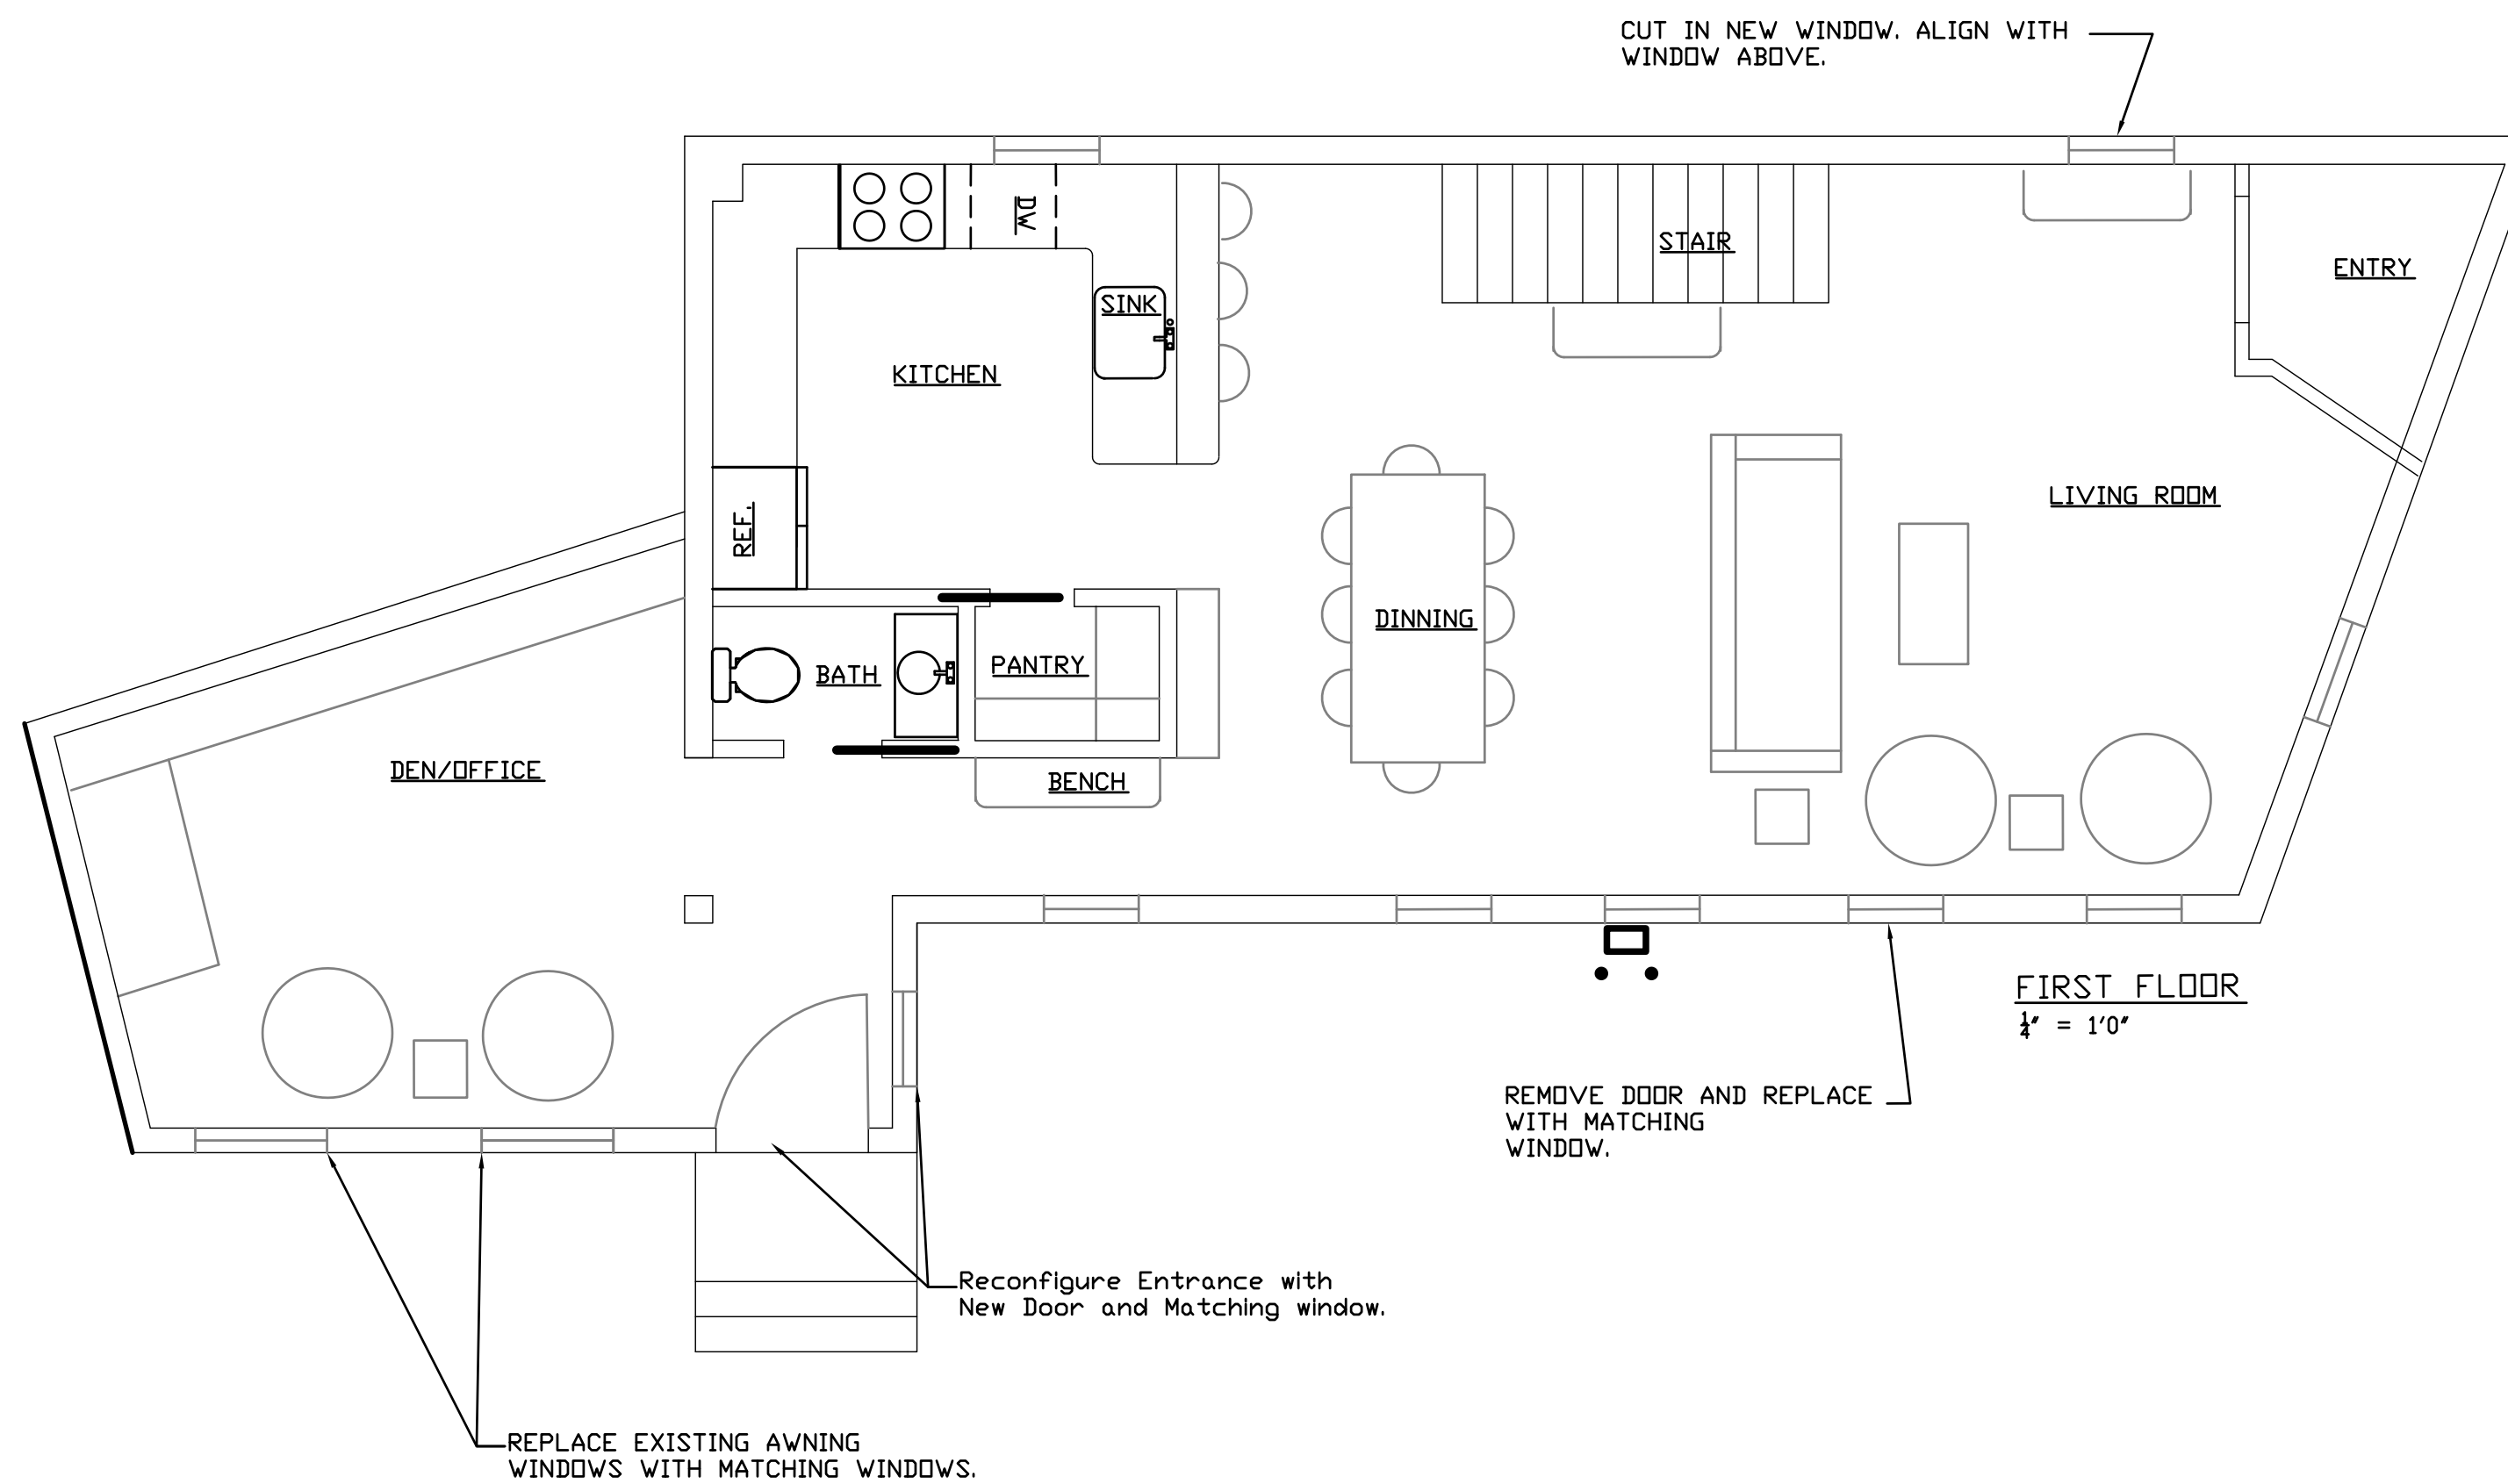 CUT IN NEW WINDOW. ALIGN WITH
WINDOW ABOVE.
DW
STAIR
ENTRY
SINK
KITCHEN
LIVING ROOM
REF.
DINNING
BATH
PANTRY
DEN/OFFICE
BENCH
FIRST FLOOR
1/4" = 1'0"
REMOVE DOOR AND REPLACE
WITH MATCHING
WINDOW.
Reconfigure Entrance with
New Door and Matching window.
REPLACE EXISTING AWNING
WINDOWS WITH MATCHING WINDOWS.